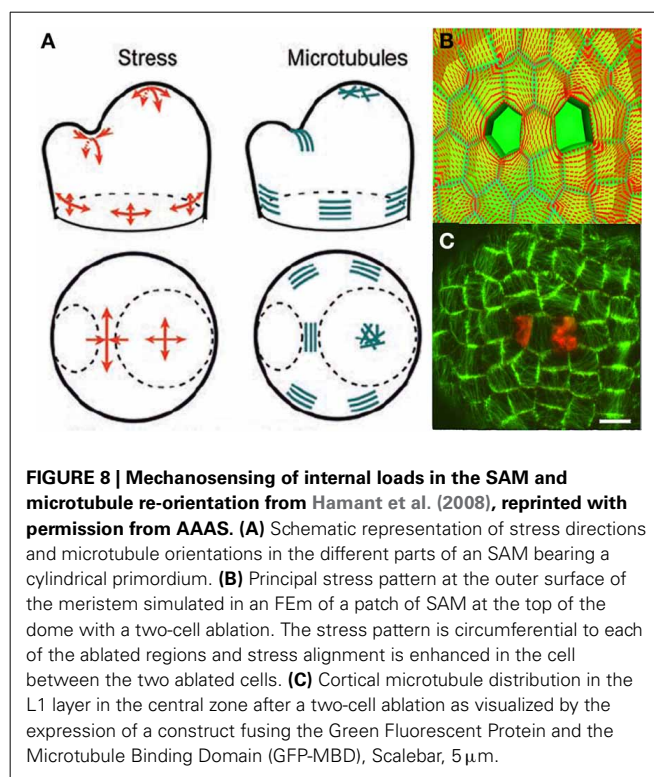 A
Stress
Microtubules
B
C
FIGURE 8 | Mechanosensing of internal loads in the SAM and
microtubule re-orientation from Hamant et al. (2008), reprinted with
permission from AAAS. (A) Schematic representation of stress directions
and microtubule orientations in the different parts of an SAM bearing a
cylindrical primordium. (B) Principal stress pattern at the outer surface of
the meristem simulated in an FEm of a patch of SAM at the top of the
dome with a two-cell ablation. The stress pattern is circumferential to each
of the ablated regions and stress alignment is enhanced in the cell
between the two ablated cells. (C) Cortical microtubule distribution in the
L1 layer in the central zone after a two-cell ablation as visualized by the
expression of a construct fusing the Green Fluorescent Protein and the
Microtubule Binding Domain (GFP-MBD), Scalebar, 5 μm.